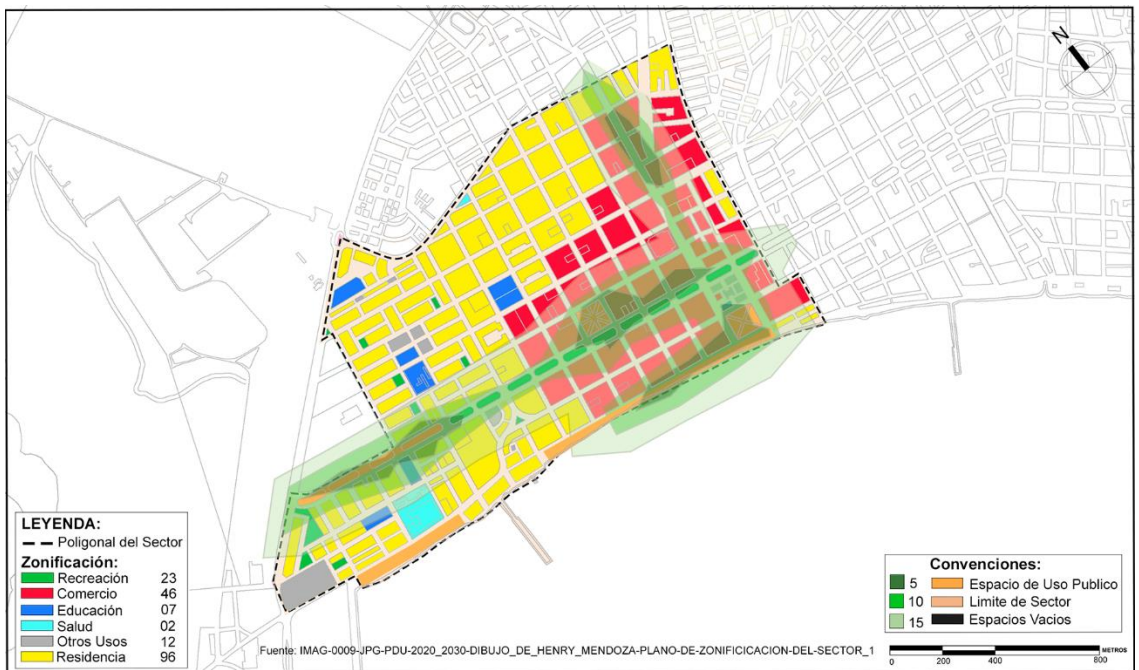 N
LEYENDA:
Poligonal del Sector
Zonificación:
Recreación 23
Comercio 46
Educación 07
Salud 02
Otros Usos 12
Residencia 96
Convenciones:
5 Espacio de Uso Publico
10 Limite de Sector
15 Espacios Vacios
Fuente: IMAG-0009-JPG-PDU-2020_2030-DIBUJO_DE_HENRY_MENDOZA-PLANO-DE-ZONIFICICACION-DEL-SECTOR_1
METROS
0 200 400 800